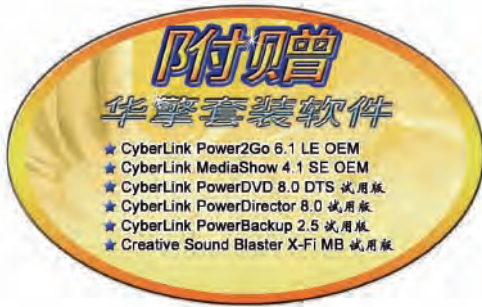 附赠
华擎套装软件
★ CyberLink Power2Go 6.1 LE OEM
★ CyberLink MediaShow 4.1 SE OEM
★ CyberLink PowerDVD 8.0 DTS 试用版
★ CyberLink PowerDirector 8.0 试用版
★ CyberLink PowerBackup 2.5 试用版
★ Creative Sound Blaster X-Fi MB 试用版